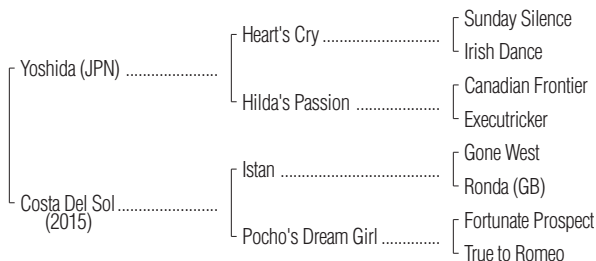 Sunday Silence
Heart's Cry
Irish Dance
Yoshida (JPN)
Canadian Frontier
Hilda's Passion
Executricker
Gone West
Istan
Ronda (GB)
Costa Del Sol
(2015)
Fortunate Prospect
Pocho's Dream Girl
True to Romeo